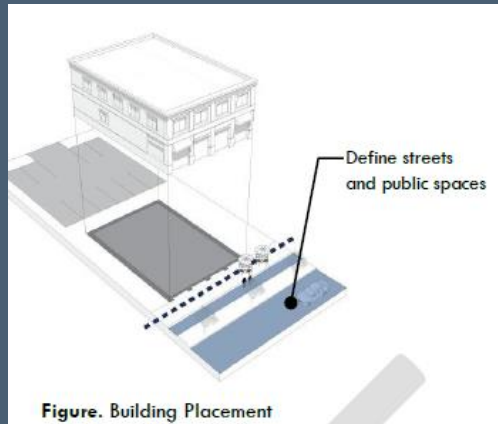 Define streets
and public spaces
Figure. Building Placement